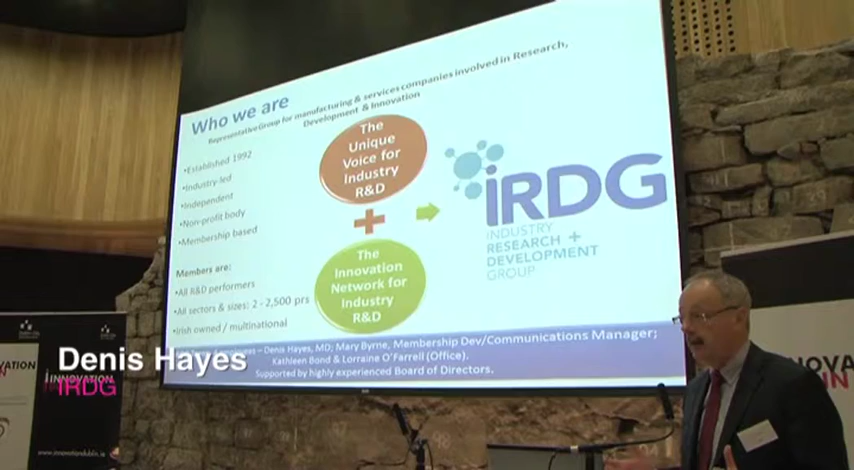 Who we are
Representative Group for manufacturing & services companies involved in Research,
Development & Innovation
•Established 1992
•Industry-led
•Independent
•Non-profit body
•Membership based
Members are:
•All R&D performers
•All sectors & sizes: 2 - 2,500 prs
•Irish owned / multinational
The
Unique
Voice for
Industry
R&D
+
The
Innovation
Network for
Industry
R&D
iRDG
INDUSTRY
RESEARCH +
DEVELOPMENT
GROUP
– Denis Hayes, MD; Mary Byrne, Membership Dev/Communications Manager;
Kathleen Bond & Lorraine O'Farrell (Office).
Supported by highly experienced Board of Directors.
Denis Hayes
IRDG
INNOVATION
www.innovationdublin.ie